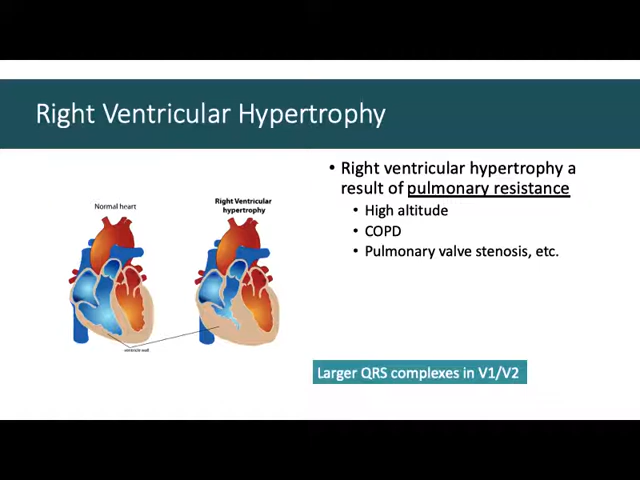 Right Ventricular Hypertrophy
• Right ventricular hypertrophy a
result of pulmonary resistance
• High altitude
• COPD
• Pulmonary valve stenosis, etc.
Normal heart
Right Ventricular
hypertrophy
ventricle wall
Larger QRS complexes in V1/V2